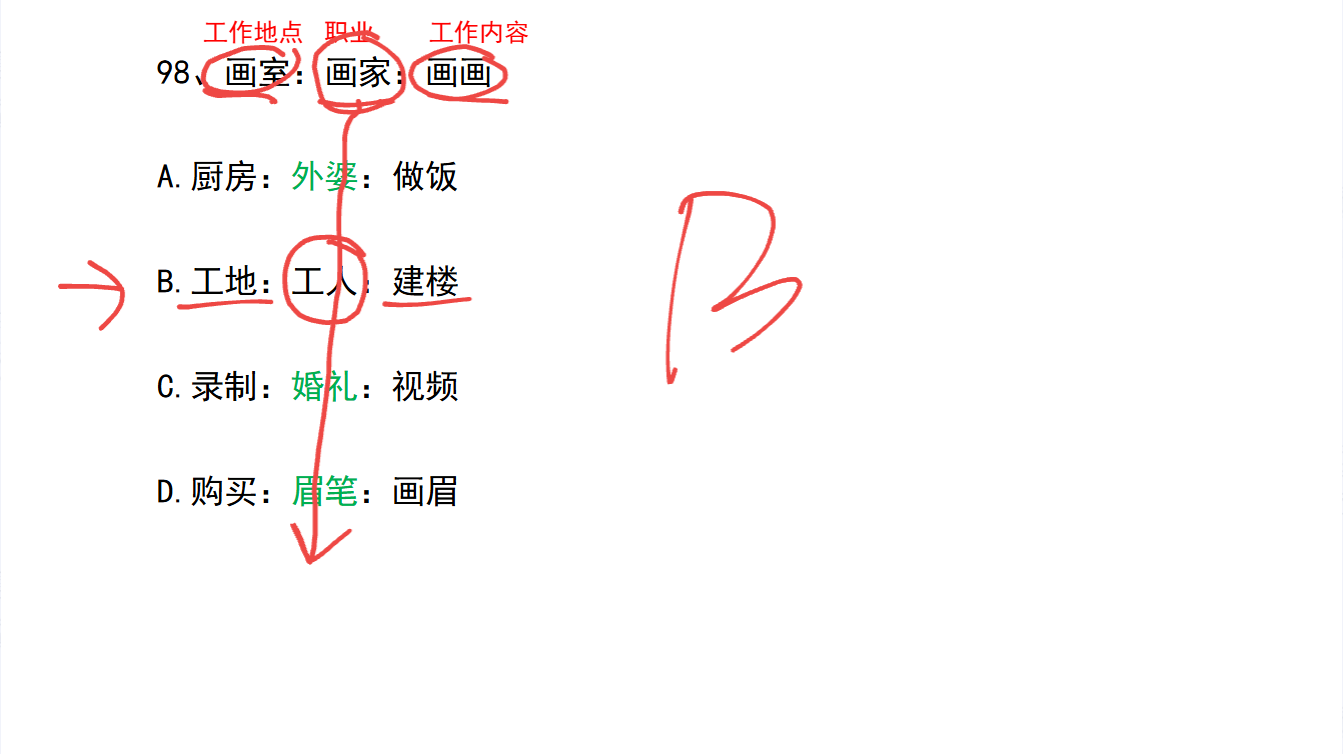 工作地点 职业 工作内容
98、画室：画家：画画
A.厨房：外婆：做饭
B.工地：工人：建楼
B
C.录制：婚礼：视频
D.购买：眉笔：画眉